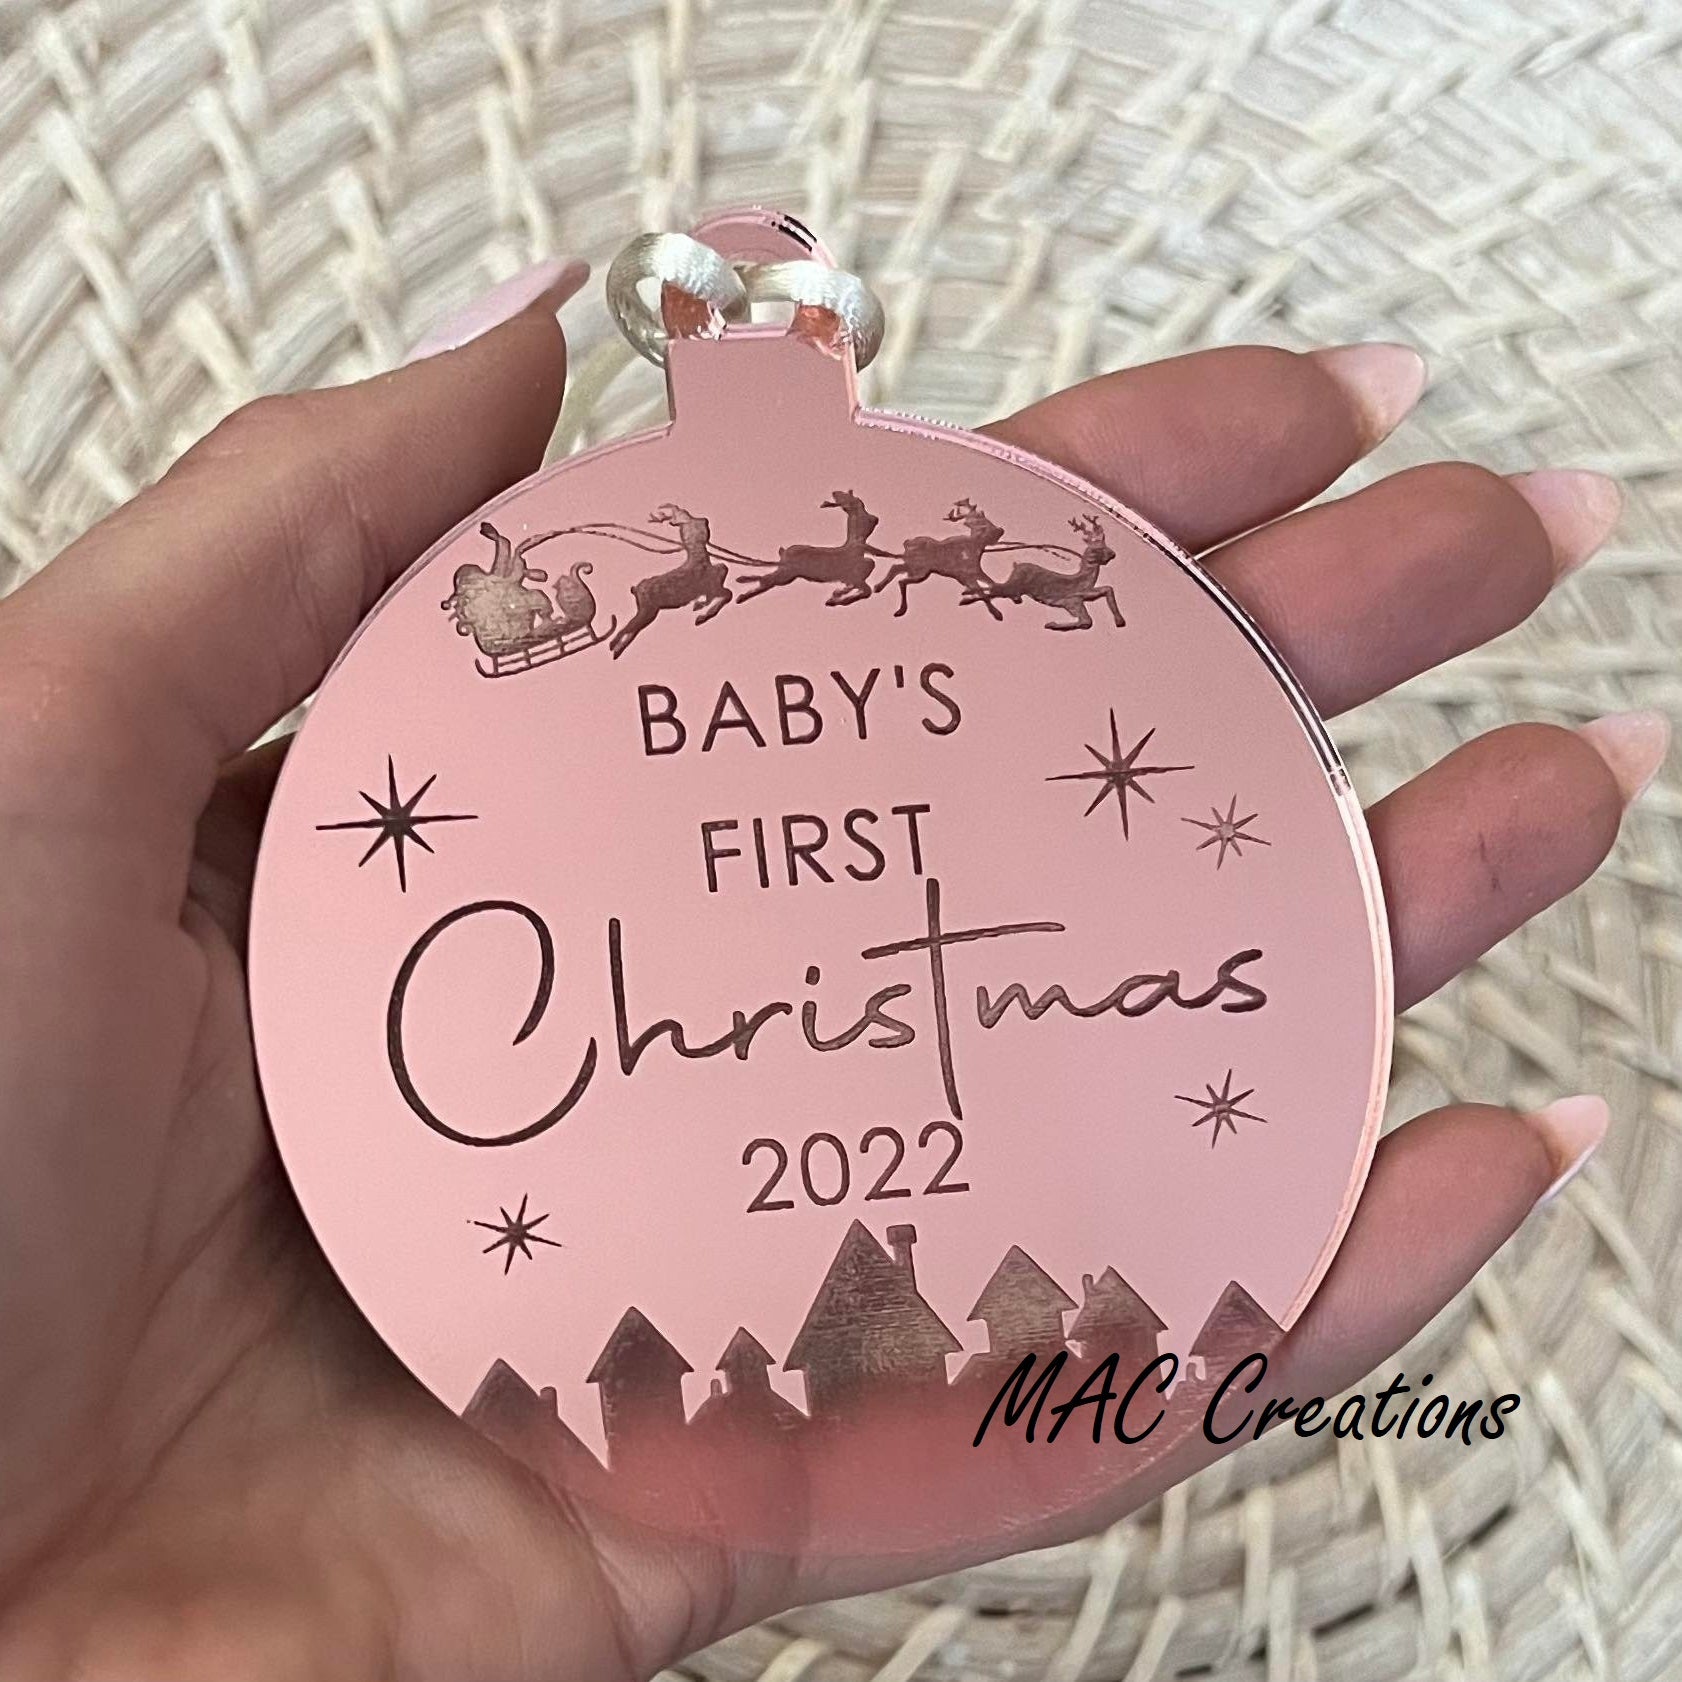 BABY'S
FIRST
Christmas
2022
MAC Creations